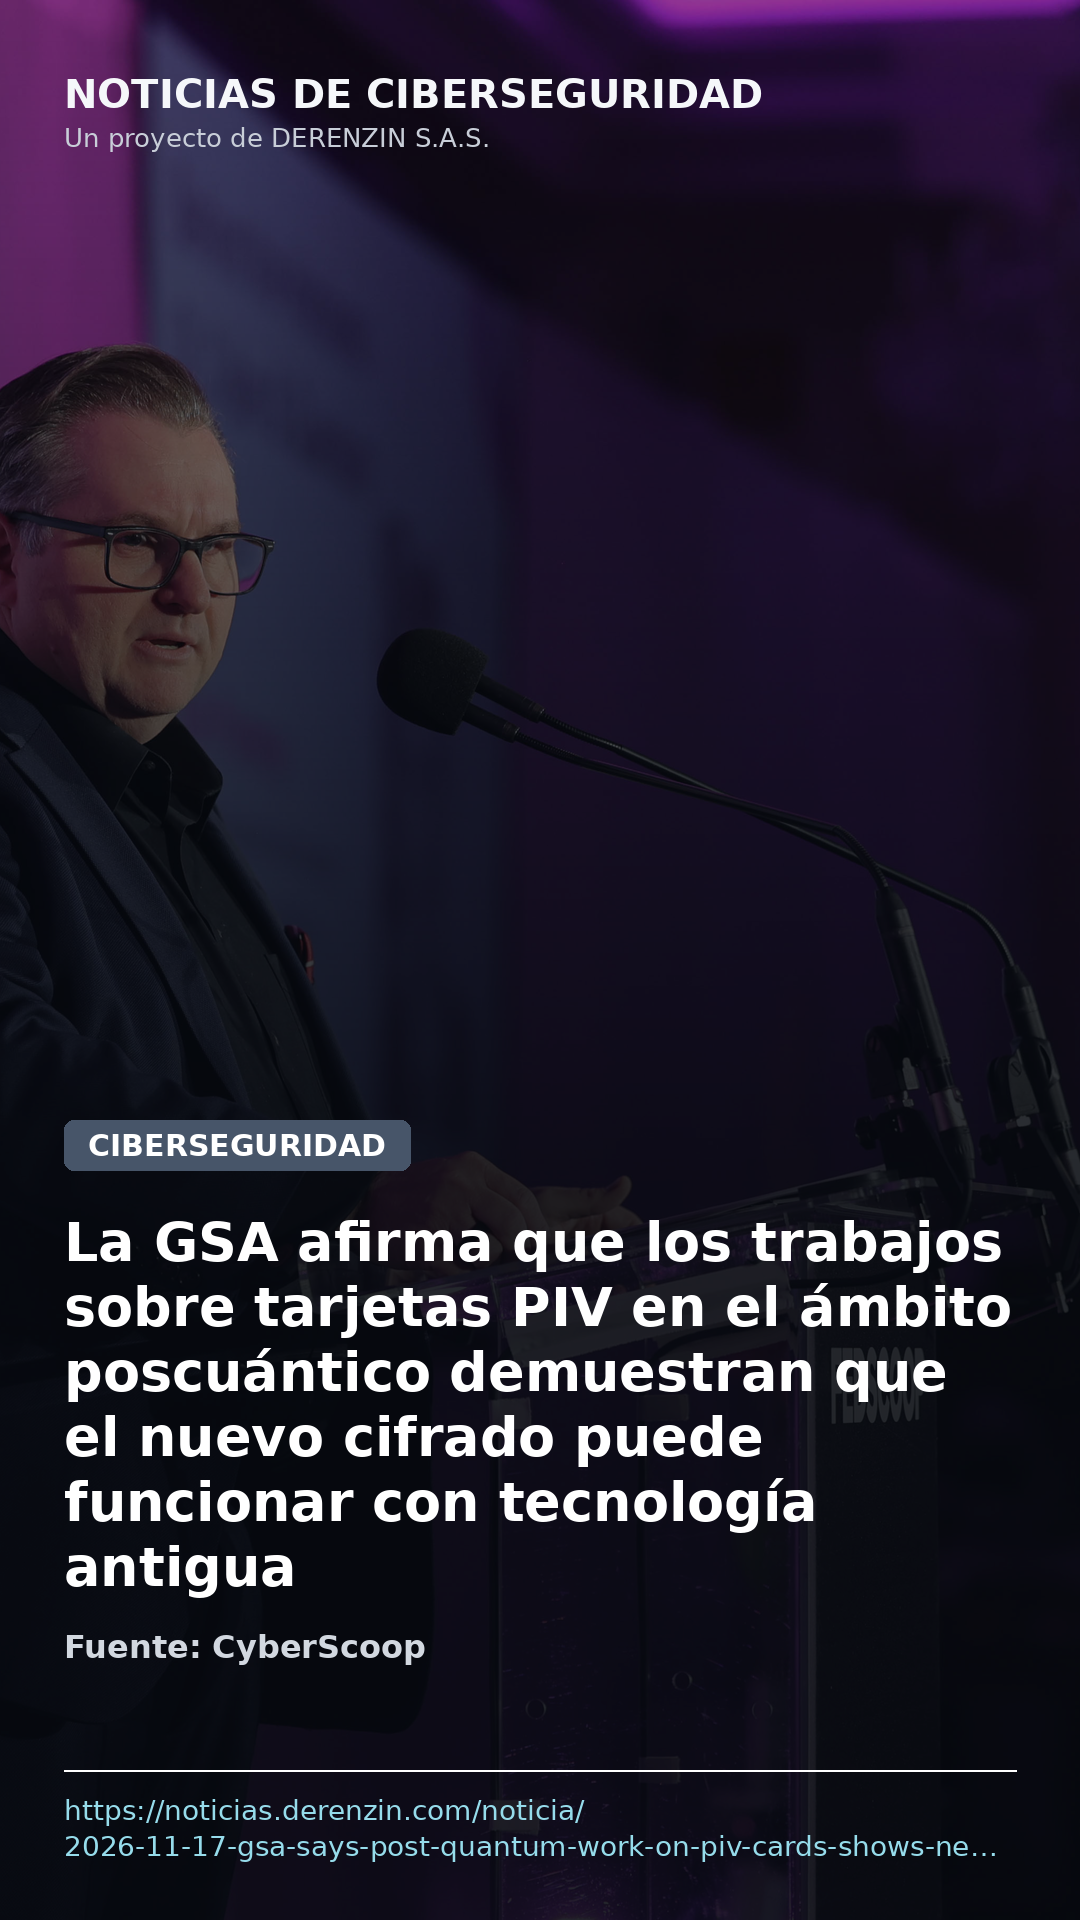 NOTICIAS DE CIBERSEGURIDAD
Un proyecto de DERENZIN S.A.S.
CIBERSEGURIDAD
La GSA afirma que los trabajos
sobre tarjetas PIV en el ámbito
poscuántico demuestran que
el nuevo cifrado puede
funcionar con tecnología
antigua
FEDSCOOP
Fuente: CyberScoop
https://noticias.derenzin.com/noticia/
2026-11-17-gsa-says-post-quantum-work-on-piv-cards-shows-ne…